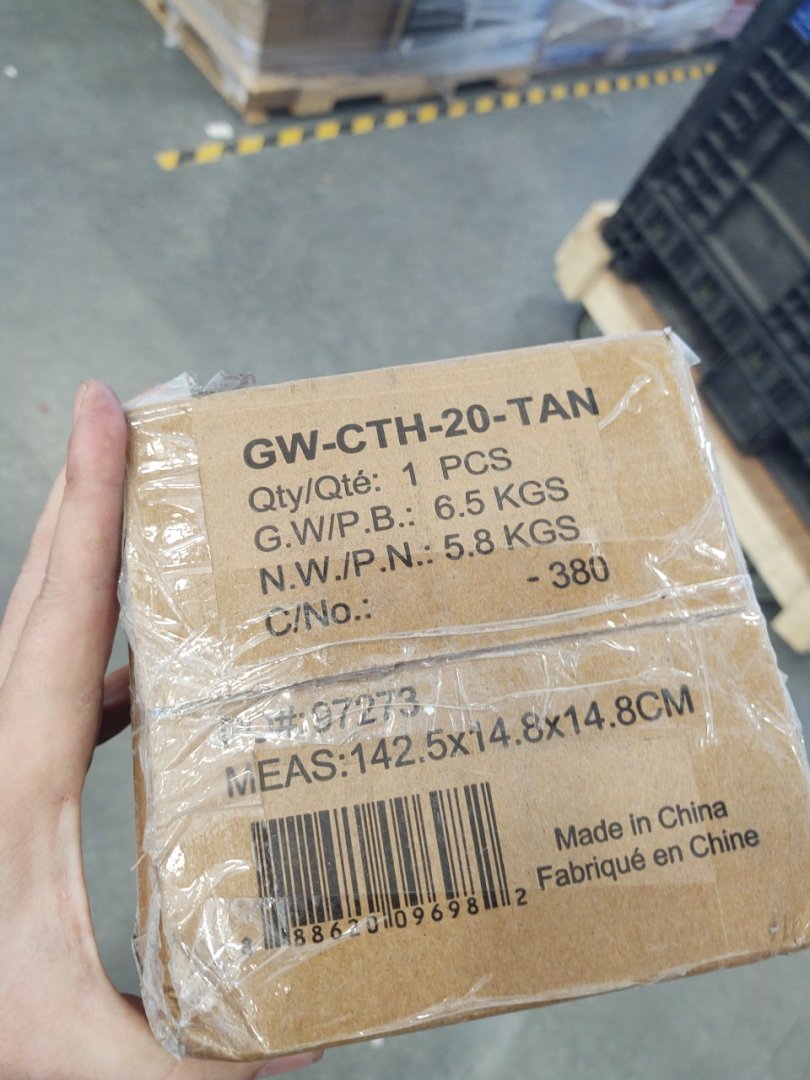 GW-CTH-20-TAN
Qty/Qté: 1 PCS
G.W/P.B.: 6.5 KGS
N.W./P.N.: 5.8 KGS
C/No.: - 380
97273
MEAS:142.5x14.8x14.8CM
Made in China
Fabriqué en Chine
88620 09698 2